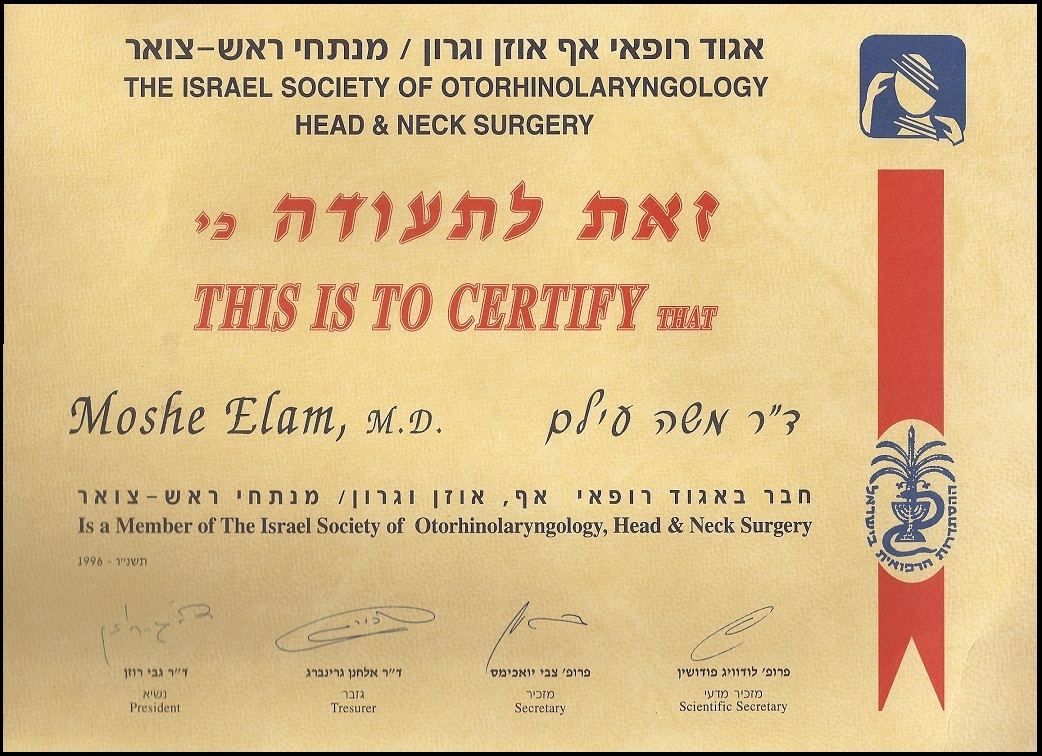 אגוד רופאי אף אוזן וגרון / מנתחי ראש-צואר
THE ISRAEL SOCIETY OF OTORHINOLARYNGOLOGY
HEAD & NECK SURGERY
זאת לתעודה כי
THIS IS TO CERTIFY THAT
Moshe Elam, M.D. ד״ר משה עילם
חבר באגוד רופאי אף, אוזן וגרון/ מנתחי ראש-צואר
Is a Member of The Israel Society of Otorhinolaryngology, Head & Neck Surgery
תשנ״ו - 1996
ההסתדרות הרפואית בישראל
ד״ר גבי רוזן
נשיא
President
ד״ר אלחנן גרינברג
גזבר
Tresurer
פרופ׳ צבי יואכימס
מזכיר
Secretary
פרופ׳ לודוויג פודושין
מזכיר מדעי
Scientific Secretary